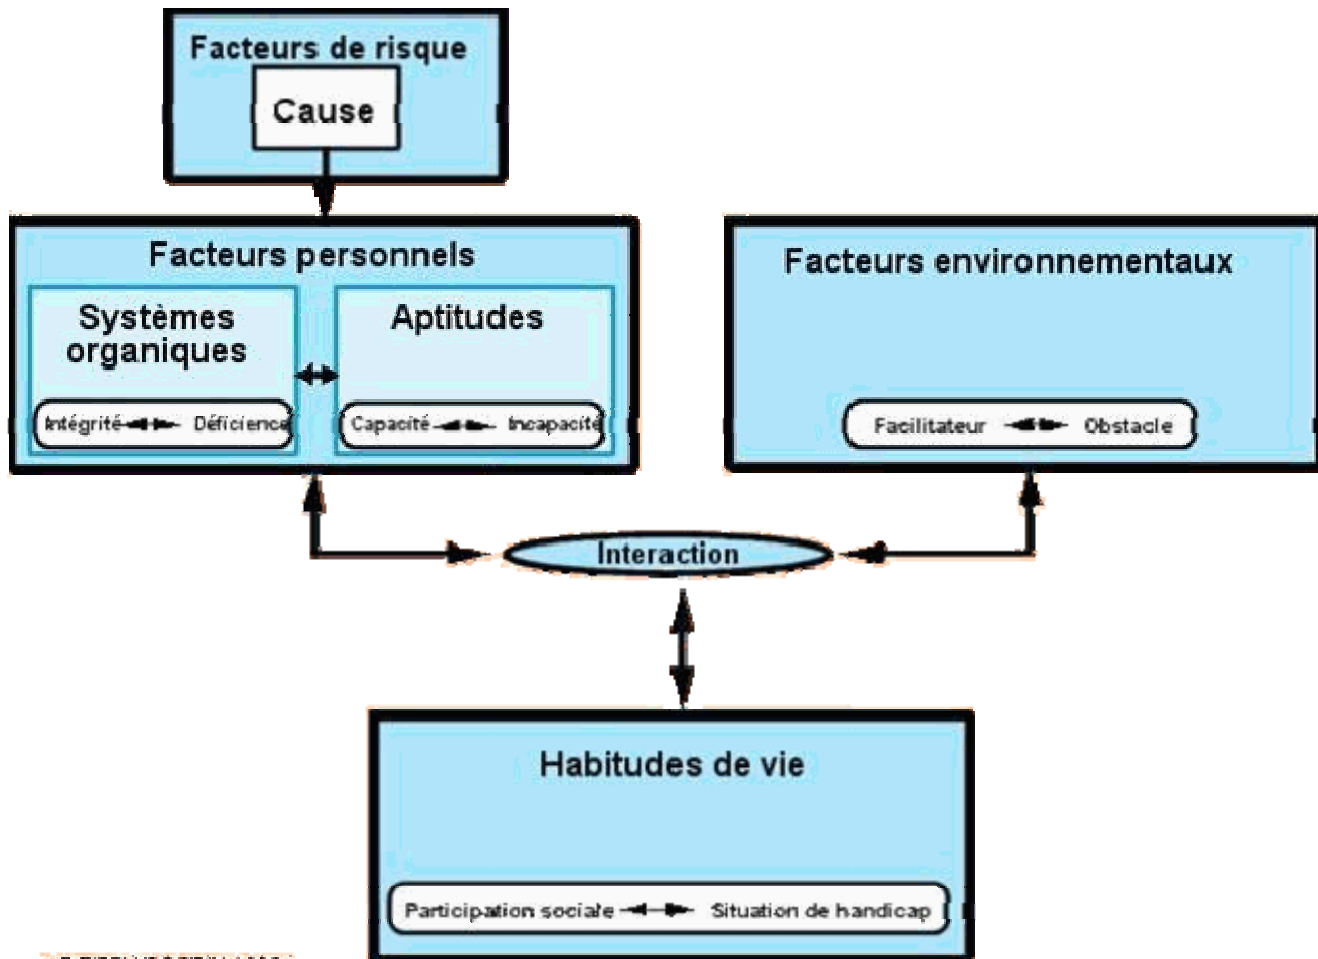 Facteurs de risque
Cause
Facteurs personnels
Systèmes
organiques
Intégrité Déficience
Aptitudes
Capacité Incapacité
Facteurs environnementaux
Facilitateur Obstacle
Interaction
Habitudes de vie
Participation sociale Situation de handicap